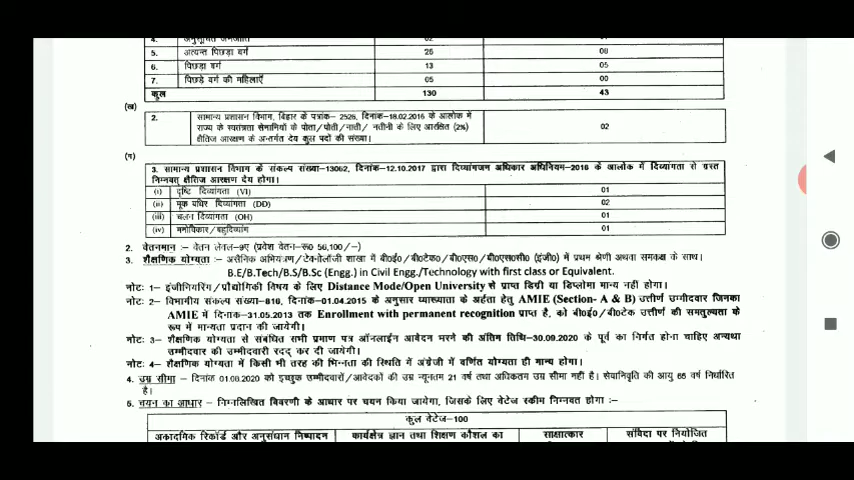 4. अनुसूचित जनजाति 02
5. अत्यन्त पिछड़ा वर्ग 25 08
6. पिछड़ा वर्ग 13 05
7. पिछड़े वर्ग की महिलाएँ 05 00
कुल 130 43
(ख)
2. सामान्य प्रशासन विभाग, बिहार के पत्रांक- 2526, दिनांक-18.02.2016 के आलोक में
राज्य के स्वतंत्रता सेनानियों के पोता/पोती/नाती/ नतीनी के लिए आरक्षित (2%) 02
क्षैतिज आरक्षण के अन्तर्गत देय कुल पदों की संख्या।
(ग)
3. सामान्य प्रशासन विभाग के संकल्प संख्या-13062, दिनांक-12.10.2017 द्वारा दिव्यांगजन अधिकार अधिनियम-2016 के आलोक में दिव्यांगता से ग्रस्त
निम्नवत् क्षैतिज आरक्षण देय होगा।
(i) दृष्टि दिव्यांगता (VI) 01
(ii) मूक बधिर दिव्यांगता (DD) 02
(iii) चलन दिव्यांगता (OH) 01
(iv) मनोविकार/बहुदिव्यांग 01
2. वेतनमान :- वेतन लेवल-9ए (प्रवेश वेतन-रू0 56,100/-)
3. शैक्षणिक योग्यता :- असैनिक अभियंत्रण/टेक्नोलॉजी शाखा में बी0ई0/बी0टेक0/बी0एस0/बी0एस0सी0 (इंजी0) में प्रथम श्रेणी अथवा समकक्ष के साथ।
B.E/B.Tech/B.S/B.Sc (Engg.) in Civil Engg./Technology with first class or Equivalent.
नोट: 1- इंजीनियरिंग/प्रौद्योगिकी विषय के लिए Distance Mode/Open University से प्राप्त डिग्री या डिप्लोमा मान्य नहीं होगा।
नोट: 2- विभागीय संकल्प संख्या-816, दिनांक-01.04.2015 के अनुसार व्याख्याता के अर्हता हेतु AMIE (Section- A & B) उत्तीर्ण उम्मीदवार जिनका
AMIE में दिनांक-31.05.2013 तक Enrollment with permanent recognition प्राप्त है, को बी0ई0/बी0टेक उत्तीर्ण की समतुल्यता के
रूप में मान्यता प्रदान की जायेगी।
नोट: 3- शैक्षणिक योग्यता से संबंधित सभी प्रमाण पत्र ऑनलाईन आवेदन भरने की अंतिम तिथि-30.09.2020 के पूर्व का निर्गत होना चाहिए अन्यथा
उम्मीदवार की उम्मीदवारी रदद् कर दी जायेगी।
नोट: 4- शैक्षणिक योग्यता में किसी भी तरह की भिन्नता की स्थिति में अंग्रेजी में वर्णित योग्यता ही मान्य होगा।
4. उम्र सीमा - दिनांक 01.08.2020 को इच्छुक उम्मीदवारों/आवेदकों की उम्र न्यूनतम 21 वर्ष तथा अधिकतम उम्र सीमा नहीं है। सेवानिवृति की आयु 65 वर्ष निर्धारित
है।
5. चयन का आधार - निम्नलिखित विवरणी के आधार पर चयन किया जायेगा, जिसके लिए वेटेज स्कीम निम्नवत होगा :-
कुल वेटेज-100
अकादमिक रिकॉर्ड और अनुसंधान निष्पादन कार्यक्षेत्र ज्ञान तथा शिक्षण कौशल का साक्षात्कार संविदा पर नियोजित